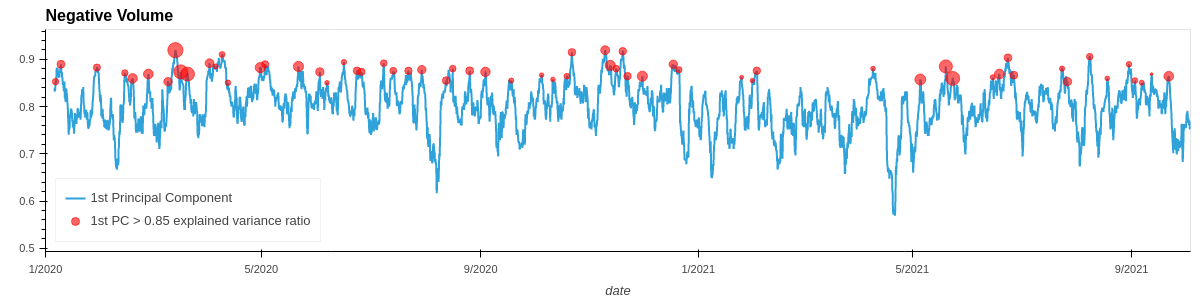 Negative Volume
0.9
0.8
0.7
0.6
0.5
1st Principal Component
1st PC > 0.85 explained variance ratio
1/2020
5/2020
9/2020
1/2021
5/2021
9/2021
date